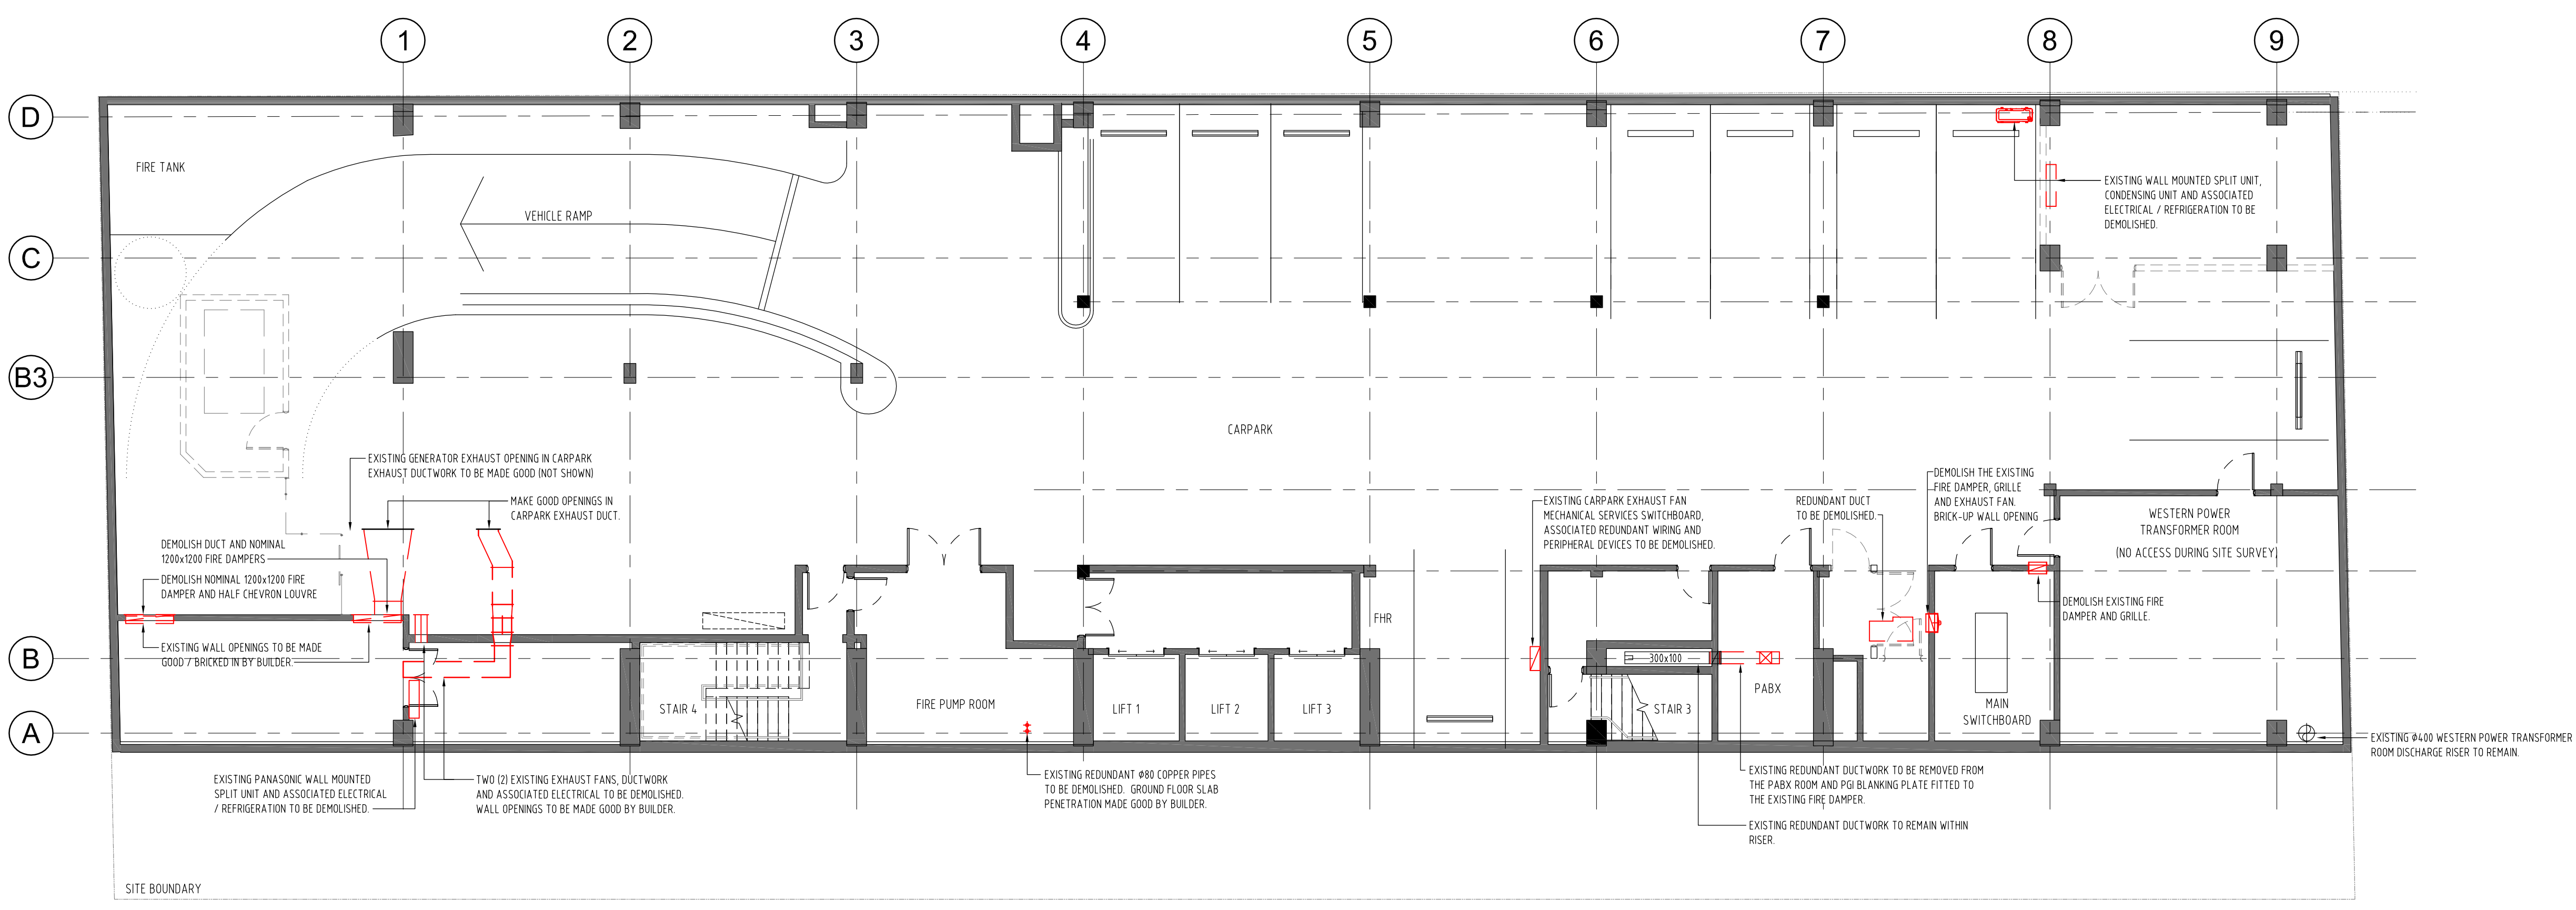 1
2
3
4
5
6
7
8
9
D
C
B3
B
A
FIRE TANK
VEHICLE RAMP
CARPARK
EXISTING WALL MOUNTED SPLIT UNIT,
CONDENSING UNIT AND ASSOCIATED
ELECTRICAL / REFRIGERATION TO BE
DEMOLISHED.
EXISTING GENERATOR EXHAUST OPENING IN CARPARK
EXHAUST DUCTWORK TO BE MADE GOOD (NOT SHOWN)
MAKE GOOD OPENINGS IN
CARPARK EXHAUST DUCT.
DEMOLISH DUCT AND NOMINAL
1200x1200 FIRE DAMPERS
DEMOLISH NOMINAL 1200x1200 FIRE
DAMPER AND HALF CHEVRON LOUVRE
EXISTING WALL OPENINGS TO BE MADE
GOOD / BRICKED IN BY BUILDER.
EXISTING CARPARK EXHAUST FAN
MECHANICAL SERVICES SWITCHBOARD,
ASSOCIATED REDUNDANT WIRING AND
PERIPHERAL DEVICES TO BE DEMOLISHED.
REDUNDANT DUCT
TO BE DEMOLISHED.
DEMOLISH THE EXISTING
FIRE DAMPER, GRILLE
AND EXHAUST FAN.
BRICK-UP WALL OPENING
WESTERN POWER
TRANSFORMER ROOM
(NO ACCESS DURING SITE SURVEY)
DEMOLISH EXISTING FIRE
DAMPER AND GRILLE.
FHR
300x100
PABX
STAIR 4
FIRE PUMP ROOM
LIFT 1
LIFT 2
LIFT 3
STAIR 3
MAIN
SWITCHBOARD
EXISTING Ø400 WESTERN POWER TRANSFORMER
ROOM DISCHARGE RISER TO REMAIN.
EXISTING PANASONIC WALL MOUNTED
SPLIT UNIT AND ASSOCIATED ELECTRICAL
/ REFRIGERATION TO BE DEMOLISHED.
TWO (2) EXISTING EXHAUST FANS, DUCTWORK
AND ASSOCIATED ELECTRICAL TO BE DEMOLISHED.
WALL OPENINGS TO BE MADE GOOD BY BUILDER.
EXISTING REDUNDANT Ø80 COPPER PIPES
TO BE DEMOLISHED. GROUND FLOOR SLAB
PENETRATION MADE GOOD BY BUILDER.
EXISTING REDUNDANT DUCTWORK TO BE REMOVED FROM
THE PABX ROOM AND PGI BLANKING PLATE FITTED TO
THE EXISTING FIRE DAMPER.
EXISTING REDUNDANT DUCTWORK TO REMAIN WITHIN
RISER.
SITE BOUNDARY